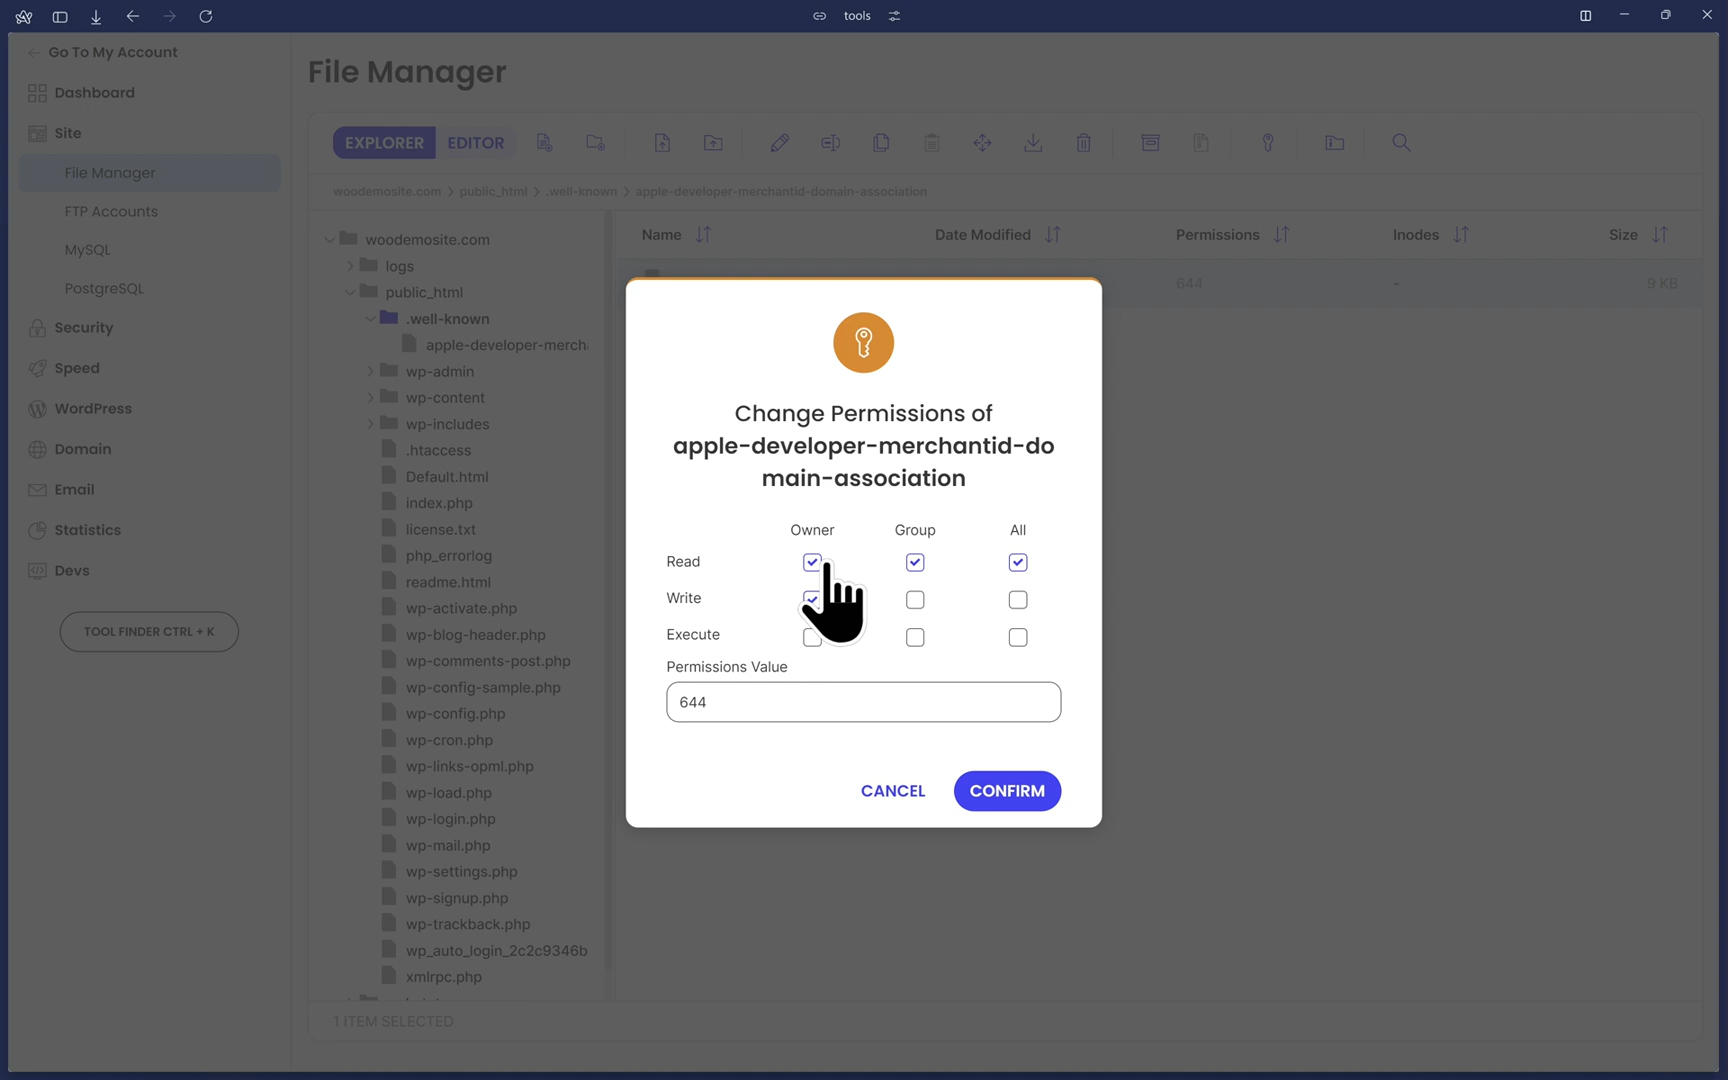 tools
Go To My Account
Dashboard
Site
File Manager
FTP Accounts
MySQL
PostgreSQL
Security
Speed
WordPress
Domain
Email
Statistics
Devs
TOOL FINDER CTRL + K
File Manager
EXPLORER EDITOR
woodemosite.com > public_html > .well-known > apple-developer-merchantid-domain-association
woodemosite.com
logs
public_html
.well-known
apple-developer-merch
wp-admin
wp-content
wp-includes
.htaccess
Default.html
index.php
license.txt
php_errorlog
readme.html
wp-activate.php
wp-blog-header.php
wp-comments-post.php
wp-config-sample.php
wp-config.php
wp-cron.php
wp-links-opml.php
wp-load.php
wp-login.php
wp-mail.php
wp-settings.php
wp-signup.php
wp-trackback.php
wp_auto_login_2c2c9346b
xmlrpc.php
Name Date Modified Permissions Inodes Size
644 - 9 KB
Change Permissions of
apple-developer-merchantid-do
main-association
Owner Group All
Read
Write
Execute
Permissions Value
644
CANCEL CONFIRM
1 ITEM SELECTED